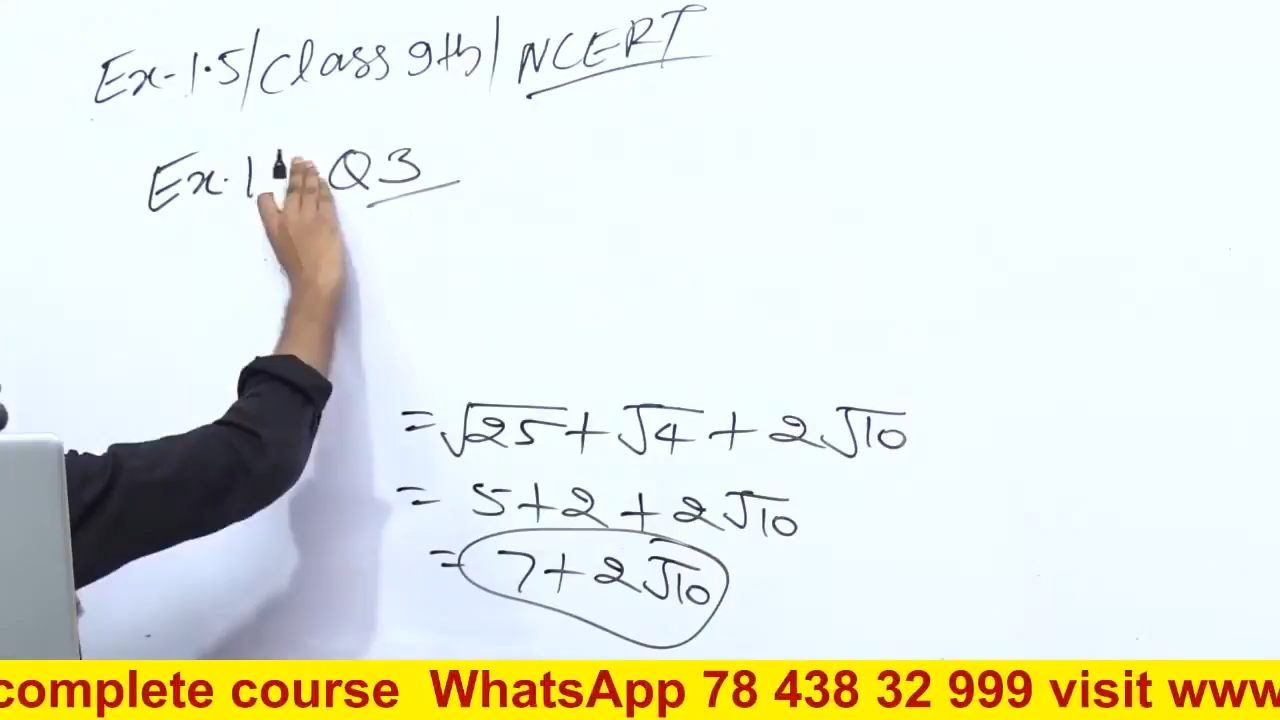 Ex-1.5/Class 9th/NCERT
Ex.1 Q3
=√25+√4+2√10
= 5+2+2√10
= 7+2√10
complete course WhatsApp 78 438 32 999 visit www